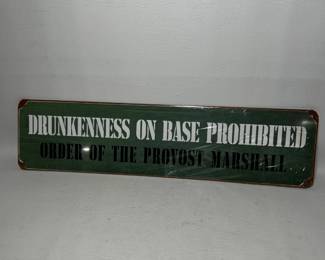 DRUNKENNESS ON BASE PROHIBITED
ORDER OF THE PROVOST MARSHALL